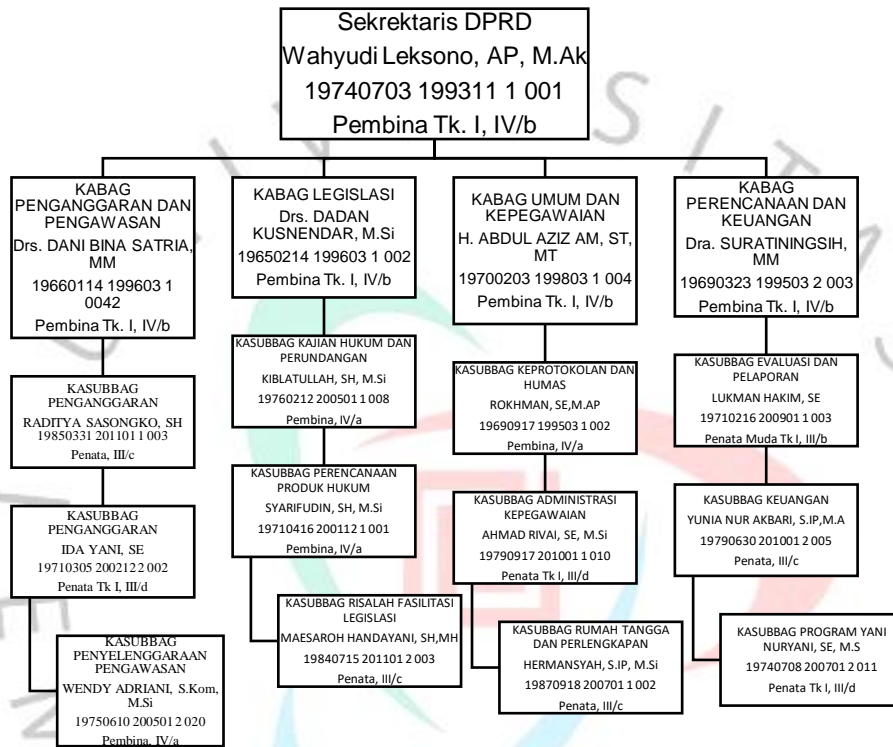 Sekrektaris DPRD
Wahyudi Leksono, AP, M.Ak
19740703 199311 1 001
Pembina Tk. I, IV/b
KABAG
PENGANGGARAN DAN
PENGAWASAN
Drs. DANI BINA SATRIA,
MM
19660114 199603 1
0042
Pembina Tk. I, IV/b
KASUBBAG
PENGANGGARAN
RADITYA SASONGKO, SH
19850331 201101 1 003
Penata, III/c
KASUBBAG
PENGANGGARAN
IDA YANI, SE
19710305 200212 2 002
Penata Tk I, III/d
KASUBBAG
PENYELENGGARAAN
PENGAWASAN
WENDY ADRIANI, S.Kom,
M.Si
19750610 200501 2 020
Pembina, IV/a
KABAG LEGISLASI
Drs. DADAN
KUSNENDAR, M.Si
19650214 199603 1 002
Pembina Tk. I, IV/b
KASUBBAG KAJIAN HUKUM DAN
PERUNDANGAN
KIBLATULLAH, SH, M.Si
19760212 200501 1 008
Pembina, IV/a
KASUBBAG PERENCANAAN
PRODUK HUKUM
SYARIFUDIN, SH, M.Si
19710416 200112 1 001
Pembina, IV/a
KASUBBAG RISALAH FASILITASI
LEGISLASI
MAESAROH HANDAYANI, SH,MH
19840715 201101 2 003
Penata, III/c
KABAG UMUM DAN
KEPEGAWAIAN
H. ABDUL AZIZ AM, ST,
MT
19700203 199803 1 004
Pembina Tk. I, IV/b
KASUBBAG KEPROTOKOLAN DAN
HUMAS
ROKHMAN, SE,M.AP
19690917 199503 1 002
Pembina, IV/a
KASUBBAG ADMINISTRASI
KEPEGAWAIAN
AHMAD RIVAI, SE, M.Si
19790917 201001 1 010
Penata Tk I, III/d
KASUBBAG RUMAH TANGGA
DAN PERLENGKAPAN
HERMANSYAH, S.IP, M.Si
19870918 200701 1 002
Penata, III/c
KABAG
PERENCANAAN DAN
KEUANGAN
Dra. SURATININGSIH,
MM
19690323 199503 2 003
Pembina Tk. I, IV/b
KASUBBAG EVALUASI DAN
PELAPORAN
LUKMAN HAKIM, SE
19710216 200901 1 003
Penata Muda Tk I, III/b
KASUBBAG KEUANGAN
YUNIA NUR AKBARI, S.IP,M.A
19790630 201001 2 005
Penata, III/c
KASUBBAG PROGRAM YANI
NURYANI, SE, M.S
19740708 200701 2 011
Penata Tk I, III/d